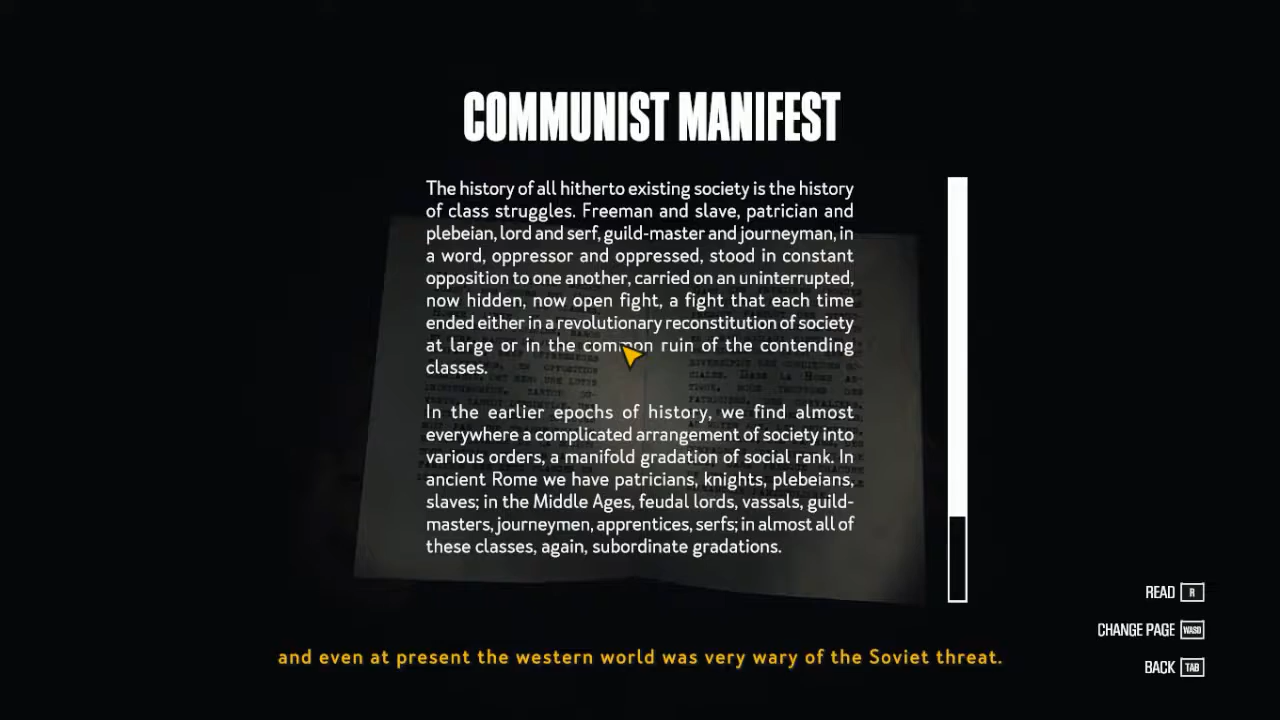 COMMUNIST MANIFEST
The history of all hitherto existing society is the history
of class struggles. Freeman and slave, patrician and
plebeian, lord and serf, guild-master and journeyman, in
a word, oppressor and oppressed, stood in constant
opposition to one another, carried on an uninterrupted,
now hidden, now open fight, a fight that each time
ended either in a revolutionary reconstitution of society
at large or in the common ruin of the contending
classes.
In the earlier epochs of history, we find almost
everywhere a complicated arrangement of society into
various orders, a manifold gradation of social rank. In
ancient Rome we have patricians, knights, plebeians,
slaves; in the Middle Ages, feudal lords, vassals, guild-
masters, journeymen, apprentices, serfs; in almost all of
these classes, again, subordinate gradations.
READ R
CHANGE PAGE WASD
and even at present the western world was very wary of the Soviet threat.
BACK TAB